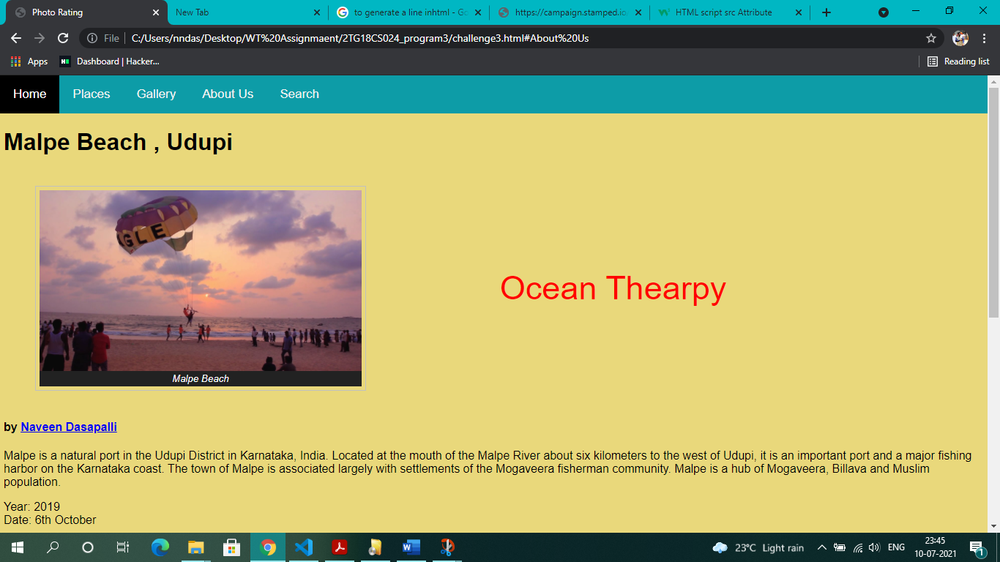 Photo Rating
New Tab
to generate a line inhtml - Go
https://campaign.stamped.io
HTML script src Attribute
File
C:/Users/nndas/Desktop/WT%20Assignmaent/2TG18CS024_program3/challenge3.html#About%20Us
Apps
Dashboard | Hacker...
Reading list
Home Places Gallery About Us Search
Malpe Beach , Udupi
AGLE
Malpe Beach
Ocean Thearpy
by Naveen Dasapalli
Malpe is a natural port in the Udupi District in Karnataka, India. Located at the mouth of the Malpe River about six kilometers to the west of Udupi, it is an important port and a major fishing
harbor on the Karnataka coast. The town of Malpe is associated largely with settlements of the Mogaveera fisherman community. Malpe is a hub of Mogaveera, Billava and Muslim
population.
Year: 2019
Date: 6th October
23°C Light rain
ENG
23:45
10-07-2021
1